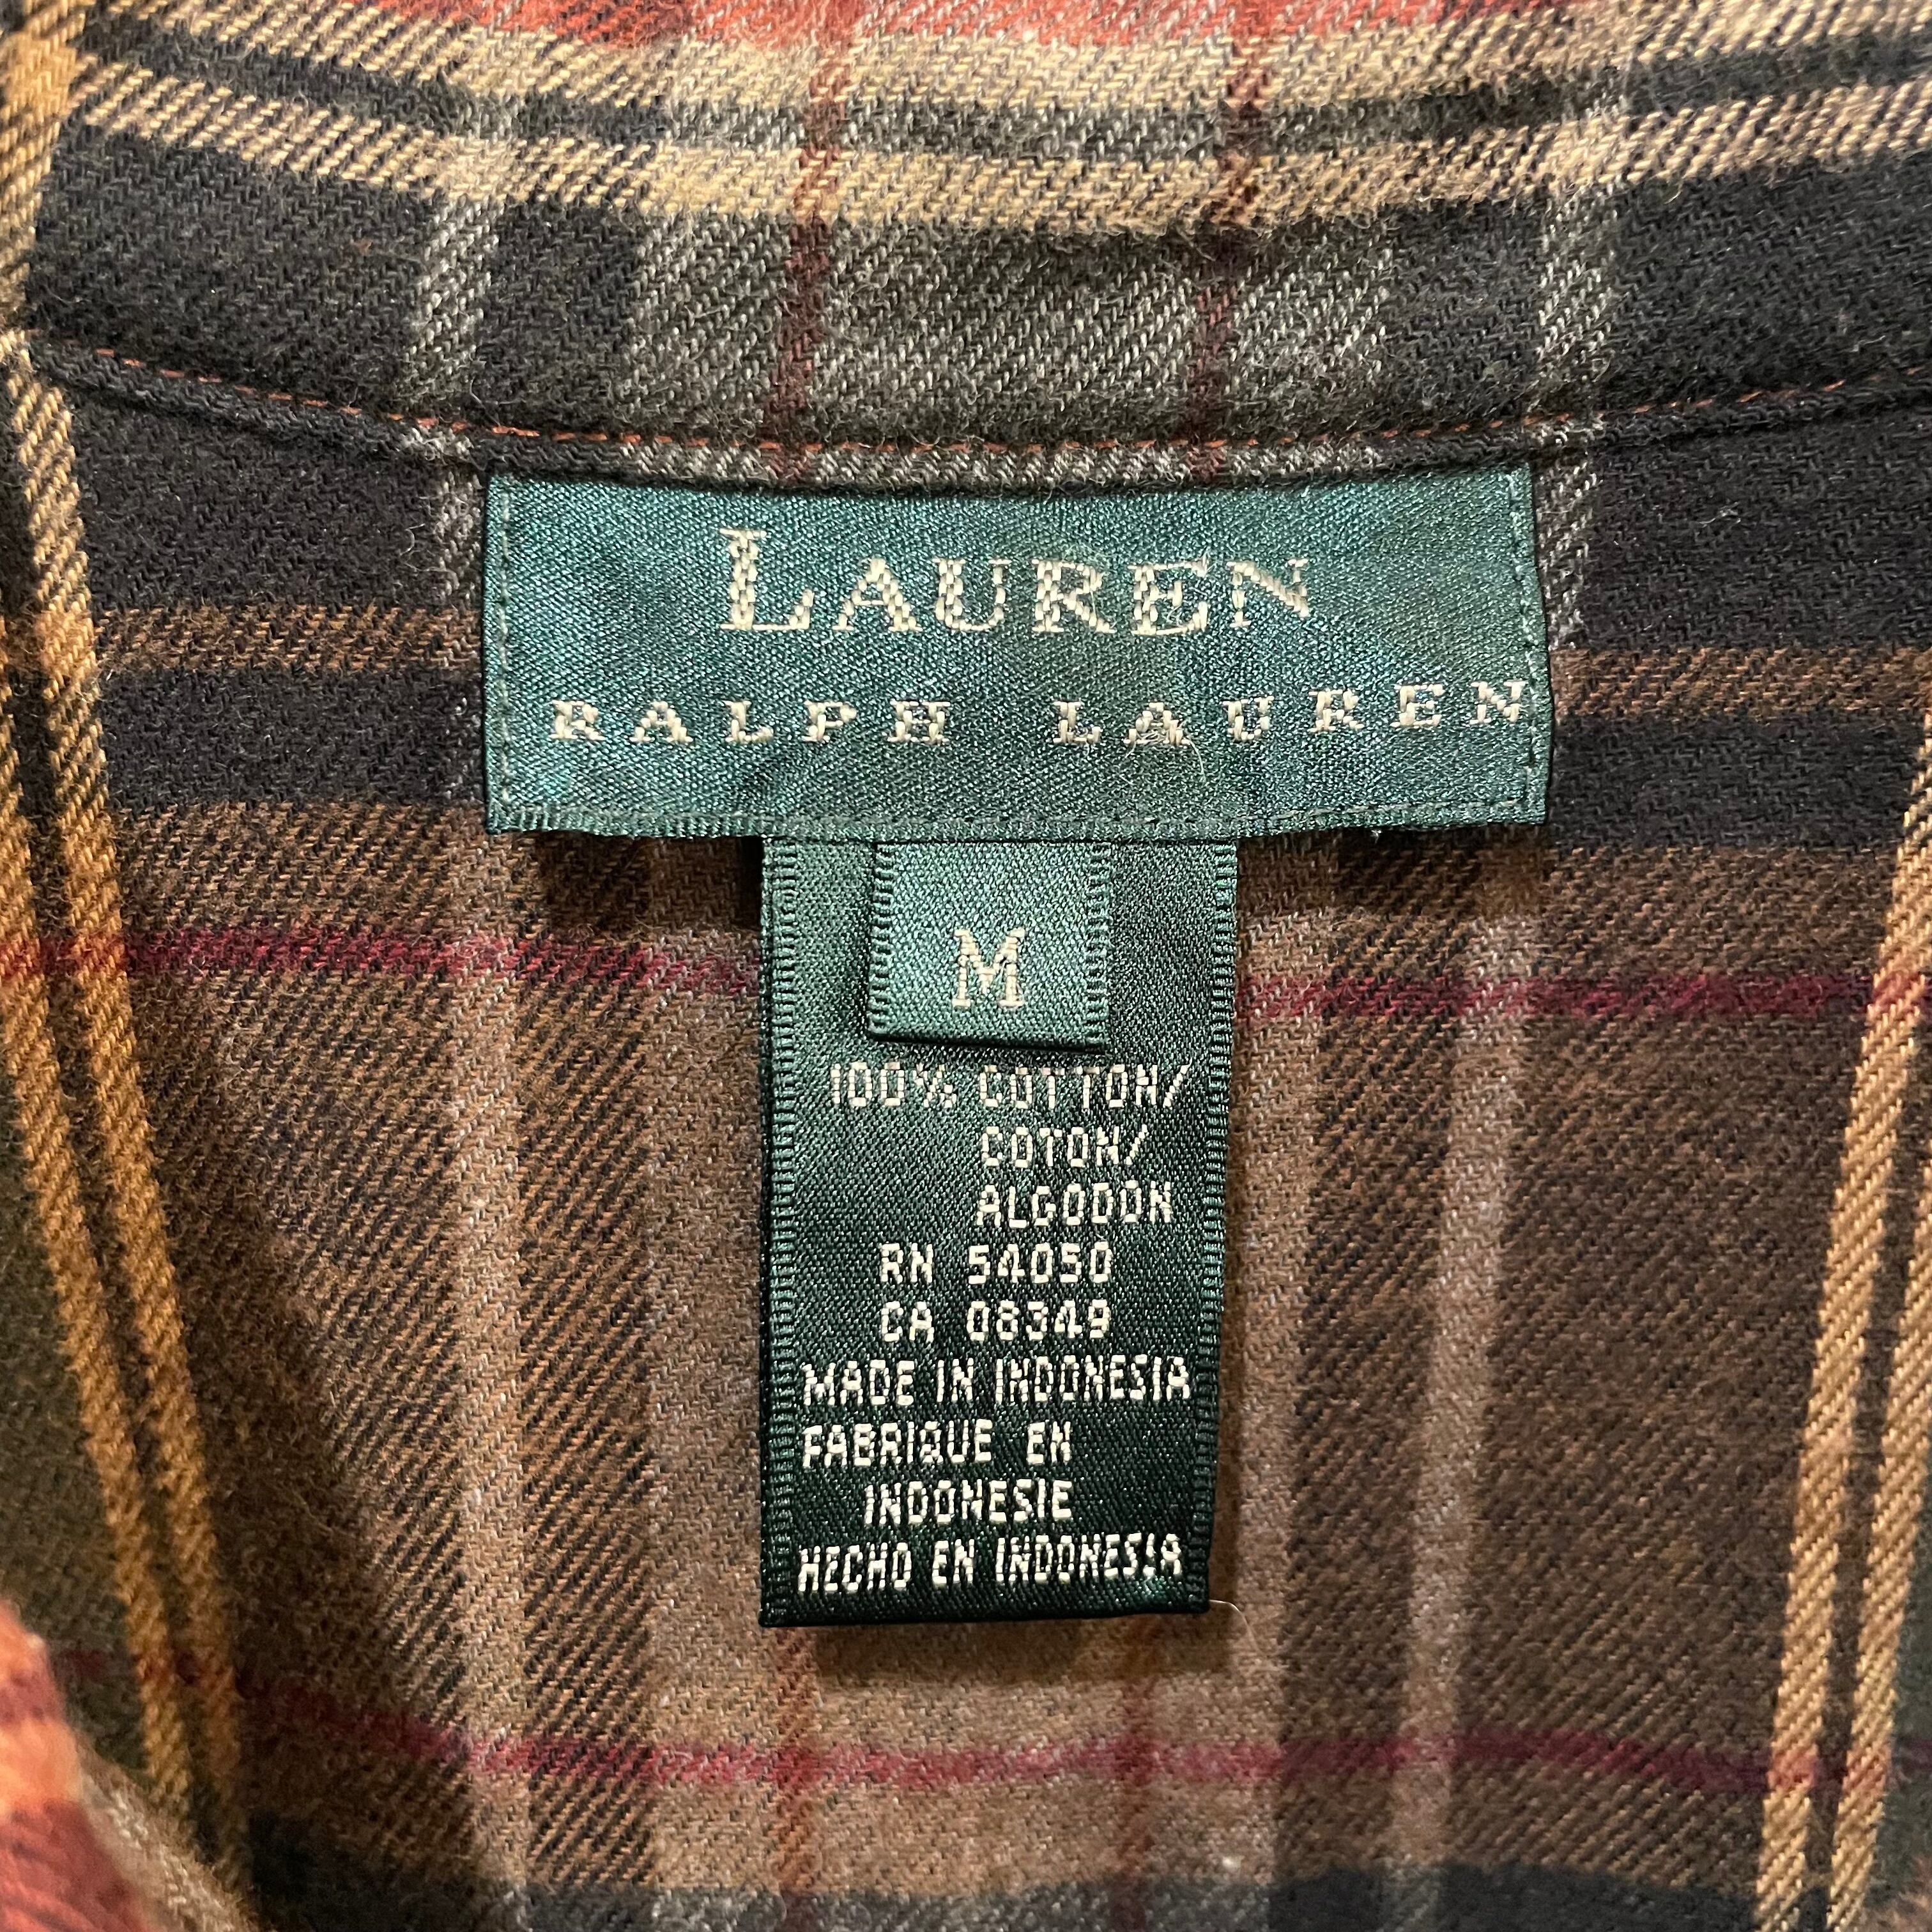 LAUREN
RALPH LAUREN
M
100% COTTON/
COTON/
ALGODON
RN 54050
CA 08349
MADE IN INDONESIA
FABRIQUE EN
INDONESIE
HECHO EN INDONESIA